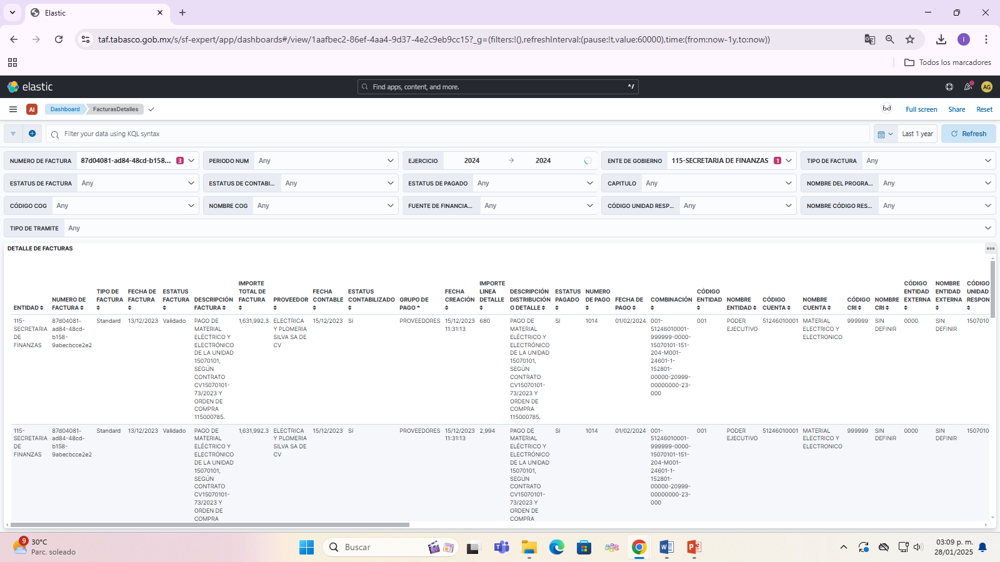 Elastic
taf.tabasco.gob.mx/s/sf-expert/app/dashboards#/view/1aafbec2-86ef-4aa4-9d37-4e2c9eb9cc15?_g=(filters:!(),refreshInterval:(pause:!t,value:60000),time:(from:now-1y,to:now))
I
Todos los marcadores
elastic
Find apps, content, and more.
^/
AG
AI
Dashboard
FacturasDetalles
Full screen
Share
Reset
Filter your data using KQL syntax
Last 1 year
Refresh
NUMERO DE FACTURA 87d04081-ad84-48cd-b158... 3
PERIODO NUM Any
EJERCICIO 2024 → 2024
ENTE DE GOBIERNO 115-SECRETARIA DE FINANZAS 1
TIPO DE FACTURA Any
ESTATUS DE FACTURA Any
ESTATUS DE CONTABI... Any
ESTATUS DE PAGADO Any
CAPITULO Any
NOMBRE DEL PROGRA... Any
CÓDIGO COG Any
NOMBRE COG Any
FUENTE DE FINANCIA... Any
CÓDIGO UNIDAD RESP... Any
NOMBRE CÓDIGO RES... Any
TIPO DE TRAMITE Any
DETALLE DE FACTURAS
ENTIDAD
NUMERO DE
FACTURA
TIPO DE
FACTURA
FECHA DE
FACTURA
ESTATUS
FACTURA
DESCRIPCIÓN
FACTURA
IMPORTE
TOTAL DE
FACTURA
PROVEEDOR
FECHA
CONTABLE
ESTATUS
CONTABILIZADO
GRUPO DE
PAGO
FECHA
CREACIÓN
IMPORTE
LINEA
DETALLE
DESCRIPCIÓN
DISTRIBUCIÓN
O DETALLE
ESTATUS
PAGADO
NUMERO
DE PAGO
FECHA DE
PAGO
COMBINACIÓN
CÓDIGO
ENTIDAD
NOMBRE
ENTIDAD
CÓDIGO
CUENTA
NOMBRE
CUENTA
CÓDIGO
CRI
NOMBRE
CRI
CÓDIGO
ENTIDAD
EXTERNA
NOMBRE
ENTIDAD
EXTERNA
CÓDIGO
UNIDAD
RESPON
115-
SECRETARIA
DE
FINANZAS
87d04081-
ad84-48cd-
b158-
9abecbcce2e2
Standard
13/12/2023
Validado
PAGO DE
MATERIAL
ELÉCTRICO Y
ELECTRÓNICO
DE LA UNIDAD
15070101,
SEGÚN
CONTRATO
CV15070101-
73/2023 Y
ORDEN DE
COMPRA
115000785.
1,631,992.3
ELECTRICA
Y PLOMERIA
SILVA SA DE
CV
15/12/2023
Sí
PROVEEDORES
15/12/2023
11:31:13
680
PAGO DE
MATERIAL
ELÉCTRICO Y
ELECTRÓNICO
DE LA UNIDAD
15070101,
SEGÚN
CONTRATO
CV15070101-
73/2023 Y
ORDEN DE
COMPRA
115000785.
Sí
1014
01/02/2024
001-
51246010001-
999999-0000-
15070101-151-
204-M001-
24601-1-
152801-
00000-20999-
00000000-23-
000
001
PODER
EJECUTIVO
51246010001
MATERIAL
ELECTRICO Y
ELECTRONICO
999999
SIN
DEFINIR
0000
SIN
DEFINIR
1507010
115-
SECRETARIA
DE
FINANZAS
87d04081-
ad84-48cd-
b158-
9abecbcce2e2
Standard
13/12/2023
Validado
PAGO DE
MATERIAL
ELÉCTRICO Y
ELECTRÓNICO
DE LA UNIDAD
15070101,
SEGÚN
CONTRATO
CV15070101-
73/2023 Y
ORDEN DE
COMPRA
1,631,992.3
ELECTRICA
Y PLOMERIA
SILVA SA DE
CV
15/12/2023
Sí
PROVEEDORES
15/12/2023
11:31:13
2,994
PAGO DE
MATERIAL
ELÉCTRICO Y
ELECTRÓNICO
DE LA UNIDAD
15070101,
SEGÚN
CONTRATO
CV15070101-
73/2023 Y
ORDEN DE
COMPRA
Sí
1014
01/02/2024
001-
51246010001-
999999-0000-
15070101-151-
204-M001-
24601-1-
152801-
00000-20999-
00000000-23-
000
001
PODER
EJECUTIVO
51246010001
MATERIAL
ELECTRICO Y
ELECTRONICO
999999
SIN
DEFINIR
0000
SIN
DEFINIR
1507010
9
30°C
Parc. soleado
Buscar
03:09 p. m.
28/01/2025